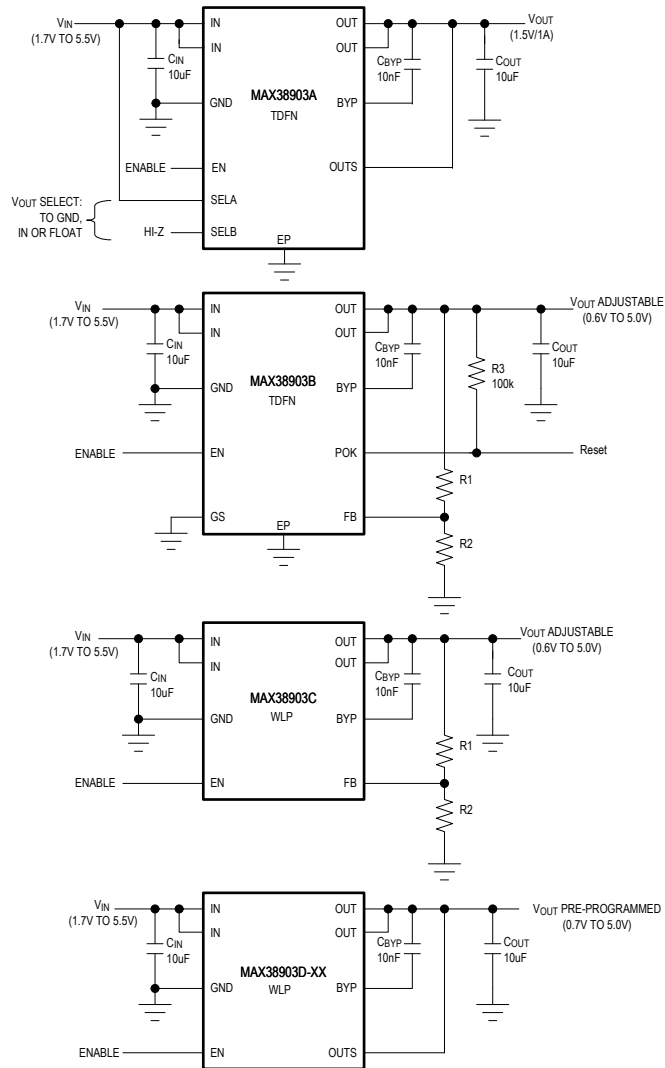 VIN
(1.7V TO 5.5V)
CIN
10uF
IN
IN
GND
ENABLE
EN
VOUT SELECT:
TO GND,
IN OR FLOAT
SELA
HI-Z
SELB
MAX38903A
TDFN
EP
OUT
OUT
BYP
OUTS
CBYP
10nF
COUT
10uF
VOUT
(1.5V/1A)
VIN
(1.7V TO 5.5V)
CIN
10uF
IN
IN
GND
ENABLE
EN
GS
MAX38903B
TDFN
EP
OUT
OUT
BYP
POK
FB
CBYP
10nF
R3
100k
COUT
10uF
VOUT ADJUSTABLE
(0.6V TO 5.0V)
Reset
R1
R2
VIN
(1.7V TO 5.5V)
CIN
10uF
IN
IN
GND
ENABLE
EN
MAX38903C
WLP
OUT
OUT
BYP
FB
CBYP
10nF
COUT
10uF
VOUT ADJUSTABLE
(0.6V TO 5.0V)
R1
R2
VIN
(1.7V TO 5.5V)
CIN
10uF
IN
IN
GND
ENABLE
EN
MAX38903D-XX
WLP
OUT
OUT
BYP
OUTS
CBYP
10nF
COUT
10uF
VOUT PRE-PROGRAMMED
(0.7V TO 5.0V)